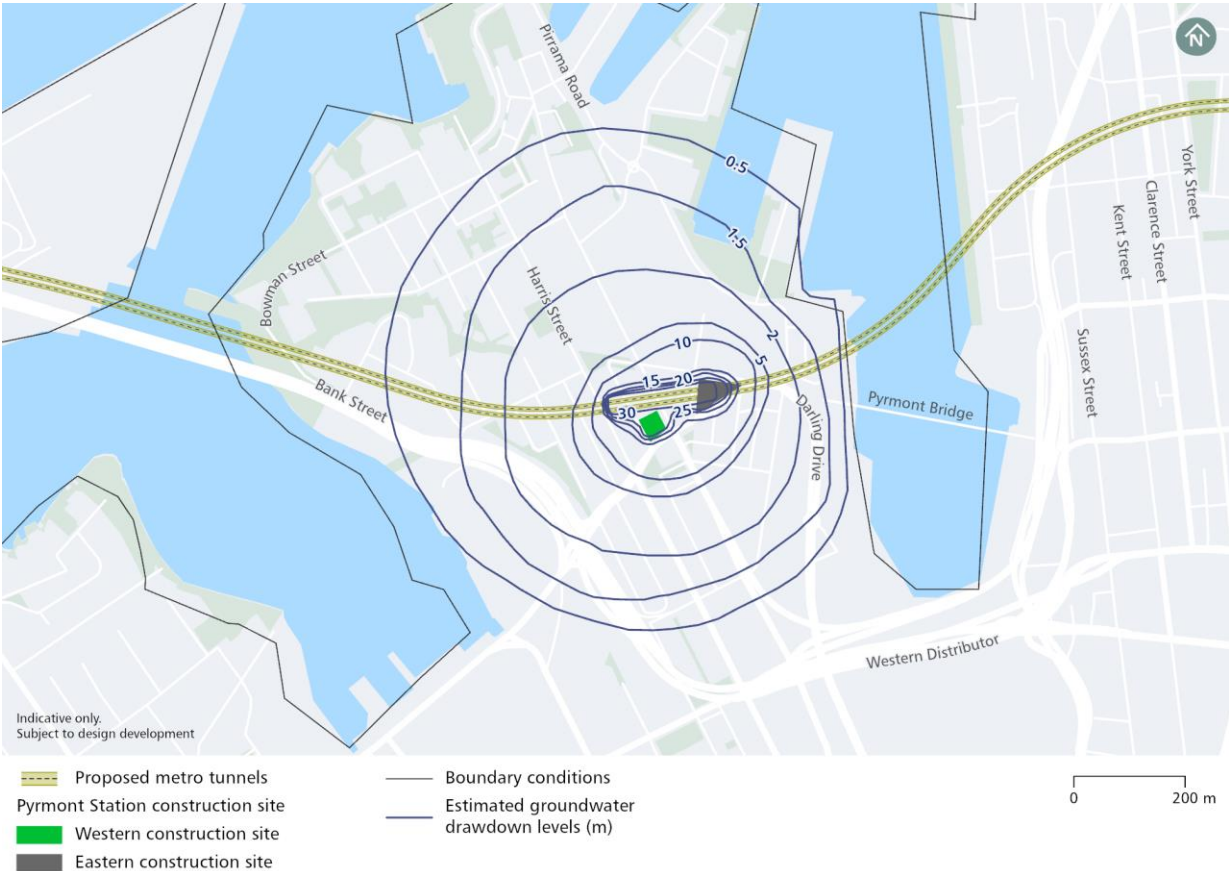 N
Pirrama Road
0.5
York Street
Clarence Street
Kent Street
1.5
Bowman Street
Harris Street
2
10
5
Sussex Street
15
20
Bank Street
30
25
Pyrmont Bridge
Darling Drive
Western Distributor
Indicative only.
Subject to design development
Proposed metro tunnels
Pyrmont Station construction site
Western construction site
Eastern construction site
Boundary conditions
Estimated groundwater
drawdown levels (m)
0
200 m